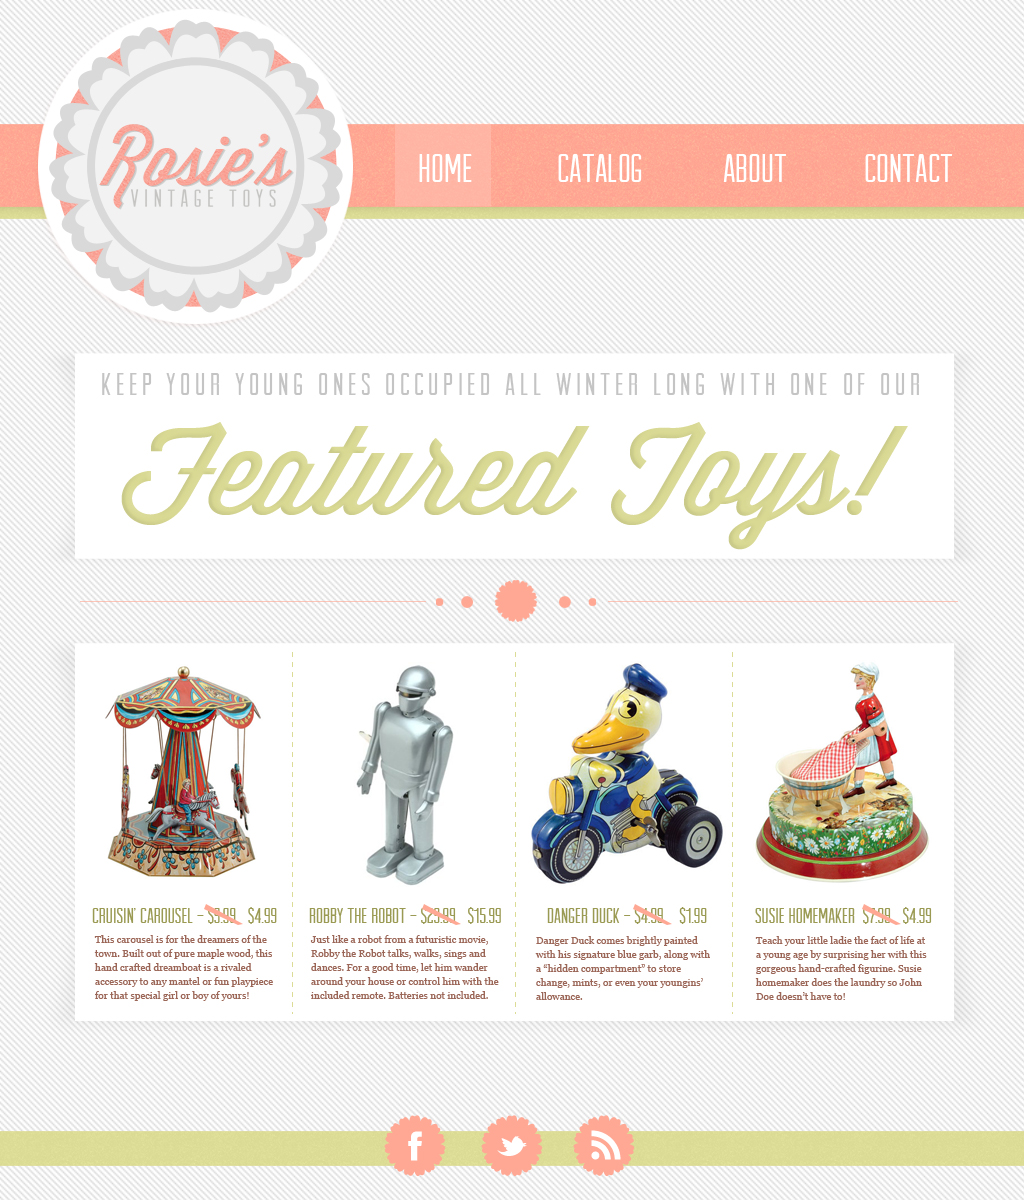 Rosie's
VINTAGE TOYS
HOME CATALOG ABOUT CONTACT
KEEP YOUR YOUNG ONES OCCUPIED ALL WINTER LONG WITH ONE OF OUR
Featured Toys!
CRUISIN' CAROUSEL – $9.99 $4.99
This carousel is for the dreamers of the
town. Built out of pure maple wood, this
hand crafted dreamboat is a rivaled
accessory to any mantel or fun playpiece
for that special girl or boy of yours!
ROBBY THE ROBOT – $29.99 $15.99
Just like a robot from a futuristic movie,
Robby the Robot talks, walks, sings and
dances. For a good time, let him wander
around your house or control him with the
included remote. Batteries not included.
DANGER DUCK – $4.99 $1.99
Danger Duck comes brightly painted
with his signature blue garb, along with
a “hidden compartment” to store
change, mints, or even your youngins’
allowance.
SUSIE HOMEMAKER $7.99 $4.99
Teach your little ladie the fact of life at
a young age by surprising her with this
gorgeous hand-crafted figurine. Susie
homemaker does the laundry so John
Doe doesn’t have to!